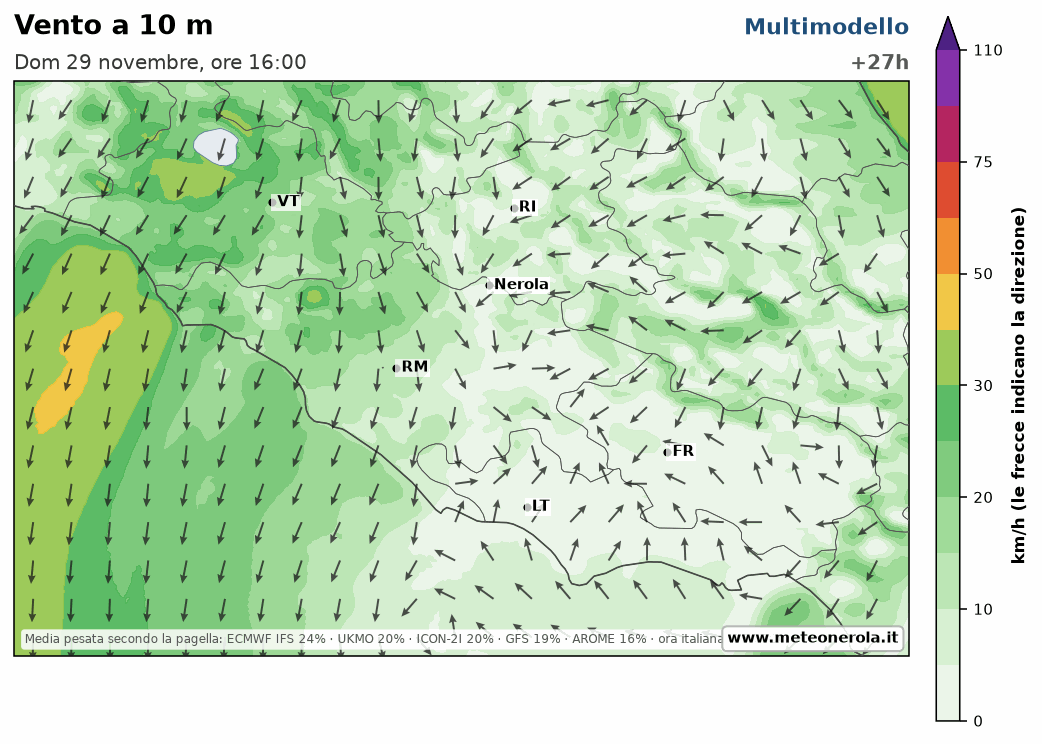 Vento a 10 m
Multimodello
Dom 29 novembre, ore 16:00
+27h
110
75
50
30
20
10
0
km/h (le frecce indicano la direzione)
VT
RI
Nerola
RM
FR
LT
Media pesata secondo la pagella: ECMWF IFS 24% · UKMO 20% · ICON-2I 20% · GFS 19% · AROME 16% · ora italiana
www.meteonerola.it